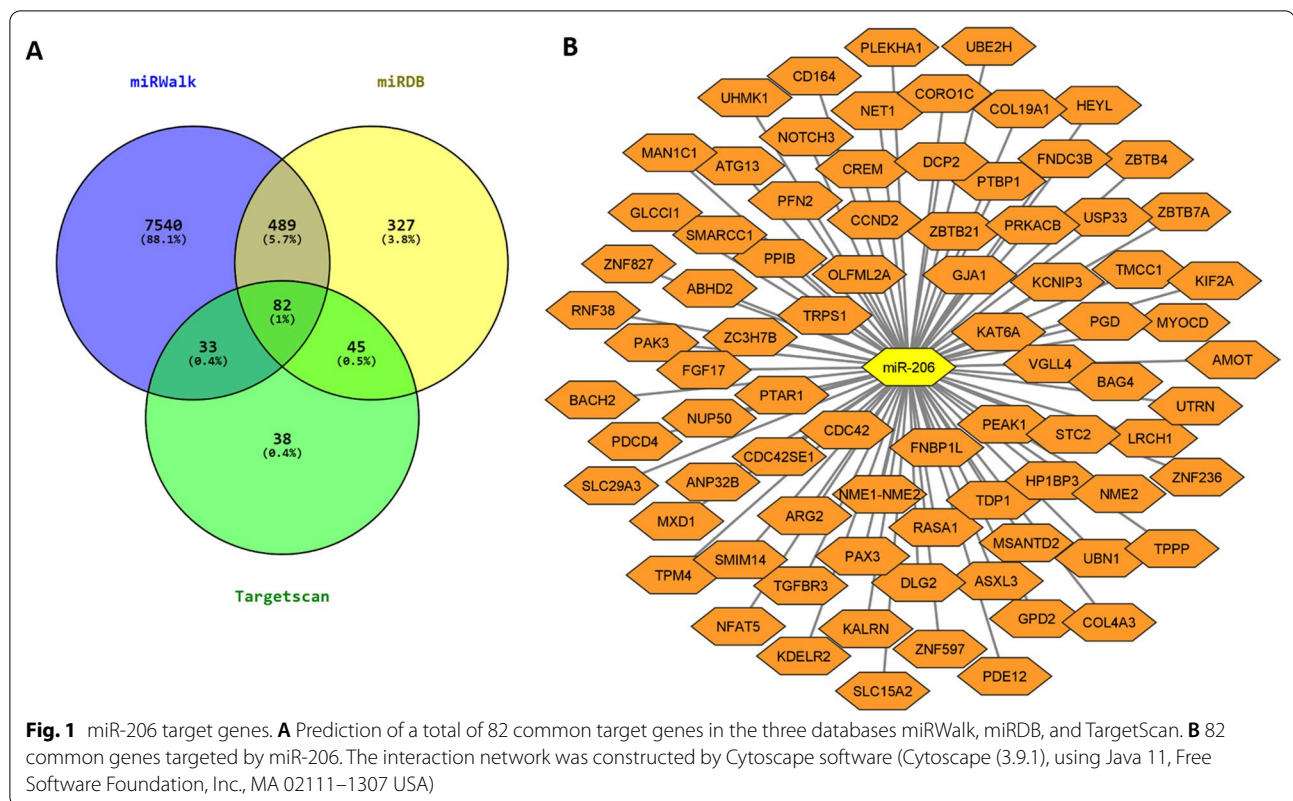 A
miRWalk
miRDB
7540
(88.1%)
489
(5.7%)
327
(3.8%)
82
(1%)
33
(0.4%)
45
(0.5%)
38
(0.4%)
Targetscan
B
PLEKHA1
UBE2H
CD164
UHMK1
NET1
CORO1C
COL19A1
HEYL
NOTCH3
MAN1C1
ATG13
CREM
DCP2
PTBP1
FNDC3B
ZBTB4
PFN2
GLCCI1
SMARCC1
CCND2
ZBTB21
PRKACB
USP33
ZBTB7A
ZNF827
PPIB
OLFML2A
GJA1
KCNIP3
TMCC1
KIF2A
ABHD2
RNF38
TRPS1
PAK3
ZC3H7B
KAT6A
PGD
MYOCD
FGF17
miR-206
VGLL4
AMOT
BAG4
BACH2
PTAR1
UTRN
PDCD4
NUP50
CDC42
FNBP1L
PEAK1
STC2
LRCH1
SLC29A3
CDC42SE1
ANP32B
NME1-NME2
TDP1
HP1BP3
NME2
ZNF236
MXD1
ARG2
RASA1
MSANTD2
UBN1
TPPP
TPM4
SMIM14
PAX3
TGFBR3
DLG2
ASXL3
NFAT5
KALRN
GPD2
COL4A3
KDELR2
ZNF597
SLC15A2
PDE12
Fig. 1 miR-206 target genes. A Prediction of a total of 82 common target genes in the three databases miRWalk, miRDB, and TargetScan. B 82
common genes targeted by miR-206. The interaction network was constructed by Cytoscape software (Cytoscape (3.9.1), using Java 11, Free
Software Foundation, Inc., MA 02111–1307 USA)